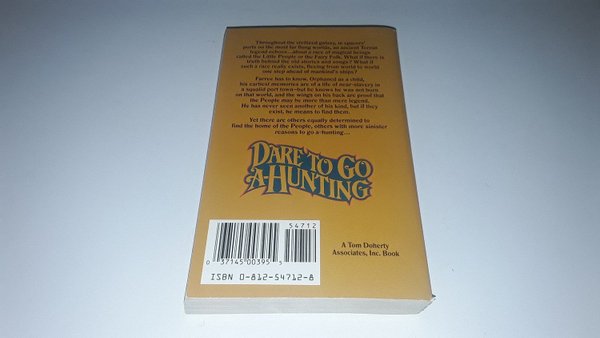 Throughout the starlined galaxy, in spacers'
ports on the most far flung worlds, an ancient Terran
legend echoes...about a race of magical beings
called the Little People or the Fairy Folk. What if there is
truth behind the old stories and songs? What if
such a race really exists, fleeing from world to world
one step ahead of mankind's ships?
Farree has to know. Orphaned as a child,
his earliest memories are of a life of near-slavery in
a squalid port town–but he knows he was not born
on that world, and the wings on his back are proof that
the People may be more than mere legend.
He has never seen another of his kind, but if they
exist, he means to find them.
Yet there are others equally determined to
find the home of the People, others with more sinister
reasons to go a-hunting...
DARE TO GO
A-HUNTING
54712
0 37145 00395 5
ISBN 0-812-54712-8
A Tom Doherty
Associates, Inc. Book